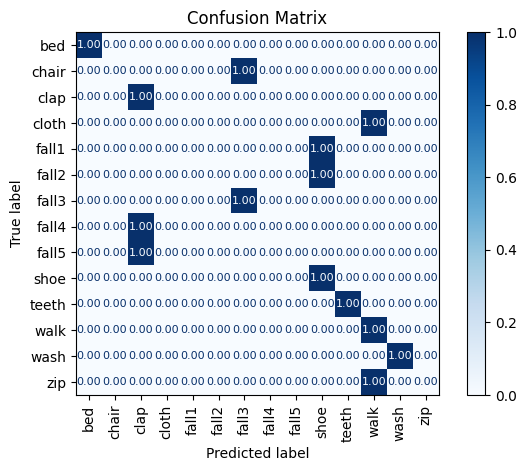 Confusion Matrix
True label
bed 1.00 0.00 0.00 0.00 0.00 0.00 0.00 0.00 0.00 0.00 0.00 0.00 0.00 0.00
chair 0.00 0.00 0.00 0.00 0.00 0.00 1.00 0.00 0.00 0.00 0.00 0.00 0.00 0.00
clap 0.00 0.00 1.00 0.00 0.00 0.00 0.00 0.00 0.00 0.00 0.00 0.00 0.00 0.00
cloth 0.00 0.00 0.00 0.00 0.00 0.00 0.00 0.00 0.00 0.00 0.00 1.00 0.00 0.00
fall1 0.00 0.00 0.00 0.00 0.00 0.00 0.00 0.00 0.00 1.00 0.00 0.00 0.00 0.00
fall2 0.00 0.00 0.00 0.00 0.00 0.00 0.00 0.00 0.00 1.00 0.00 0.00 0.00 0.00
fall3 0.00 0.00 0.00 0.00 0.00 0.00 1.00 0.00 0.00 0.00 0.00 0.00 0.00 0.00
fall4 0.00 0.00 1.00 0.00 0.00 0.00 0.00 0.00 0.00 0.00 0.00 0.00 0.00 0.00
fall5 0.00 0.00 1.00 0.00 0.00 0.00 0.00 0.00 0.00 0.00 0.00 0.00 0.00 0.00
shoe 0.00 0.00 0.00 0.00 0.00 0.00 0.00 0.00 0.00 1.00 0.00 0.00 0.00 0.00
teeth 0.00 0.00 0.00 0.00 0.00 0.00 0.00 0.00 0.00 0.00 1.00 0.00 0.00 0.00
walk 0.00 0.00 0.00 0.00 0.00 0.00 0.00 0.00 0.00 0.00 0.00 1.00 0.00 0.00
wash 0.00 0.00 0.00 0.00 0.00 0.00 0.00 0.00 0.00 0.00 0.00 0.00 1.00 0.00
zip 0.00 0.00 0.00 0.00 0.00 0.00 0.00 0.00 0.00 0.00 0.00 1.00 0.00 0.00
bed chair clap cloth fall1 fall2 fall3 fall4 fall5 shoe teeth walk wash zip
Predicted label
1.0
0.8
0.6
0.4
0.2
0.0